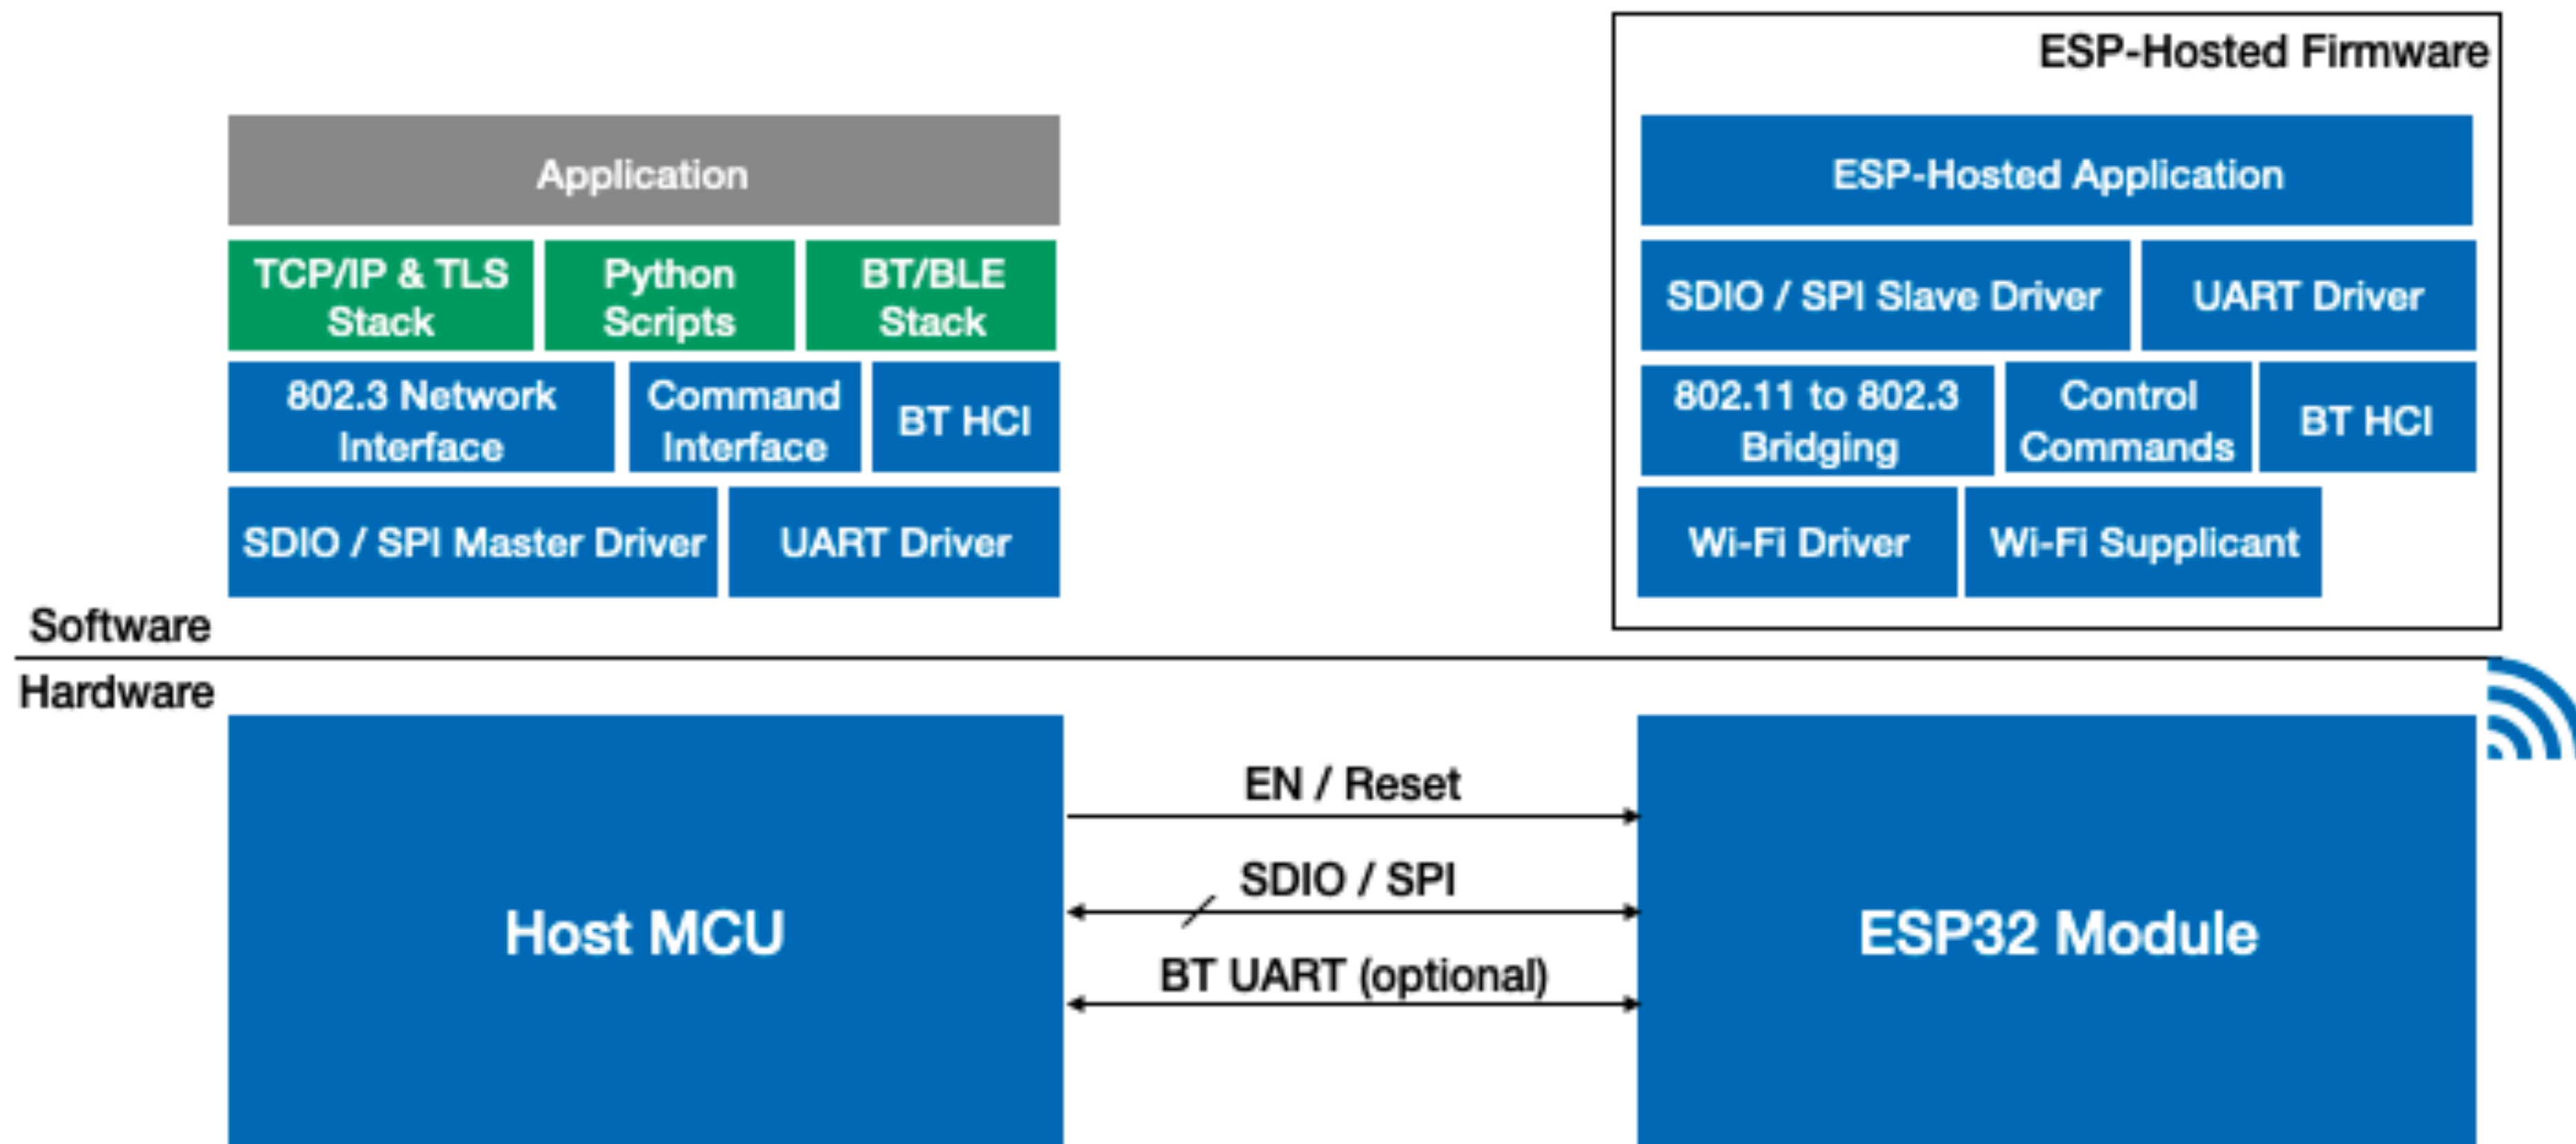 ESP-Hosted Firmware
Application
TCP/IP & TLS
Stack
Python
Scripts
BT/BLE
Stack
802.3 Network
Interface
Command
Interface
BT HCI
SDIO / SPI Master Driver
UART Driver
ESP-Hosted Application
SDIO / SPI Slave Driver
UART Driver
802.11 to 802.3
Bridging
Control
Commands
BT HCI
Wi-Fi Driver
Wi-Fi Supplicant
Software
Hardware
Host MCU
EN / Reset
SDIO / SPI
BT UART (optional)
ESP32 Module